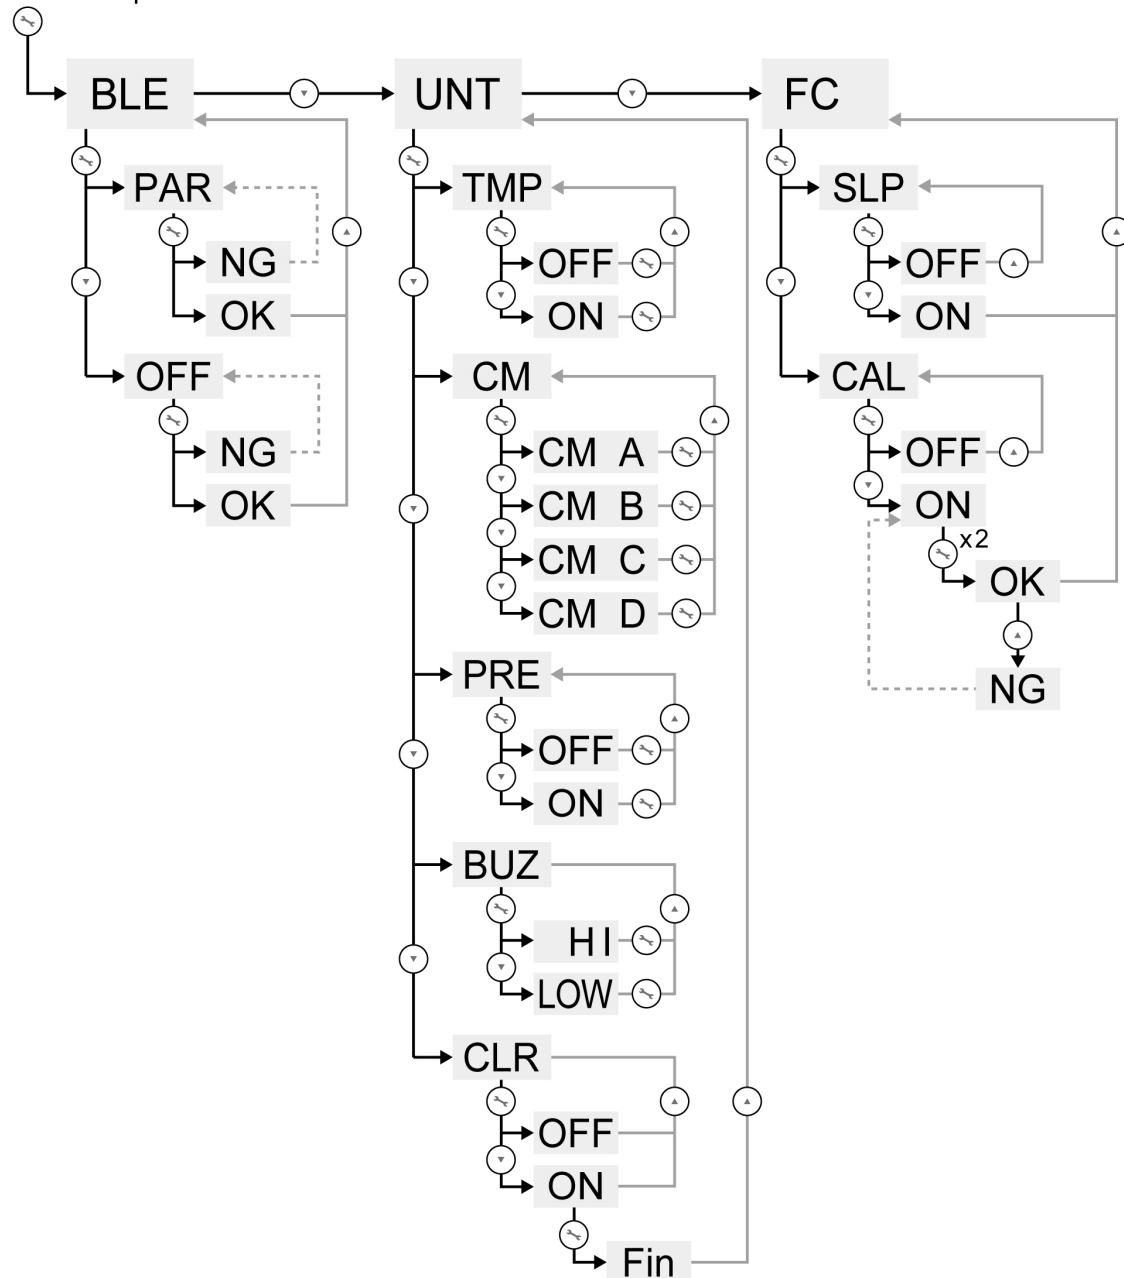 BLE
UNT
FC
PAR
NG
OK
OFF
NG
OK
TMP
OFF
ON
CM
CM A
CM B
CM C
CM D
PRE
OFF
ON
BUZ
HI
LOW
CLR
OFF
ON
Fin
SLP
OFF
ON
CAL
OFF
ON
x2
OK
NG